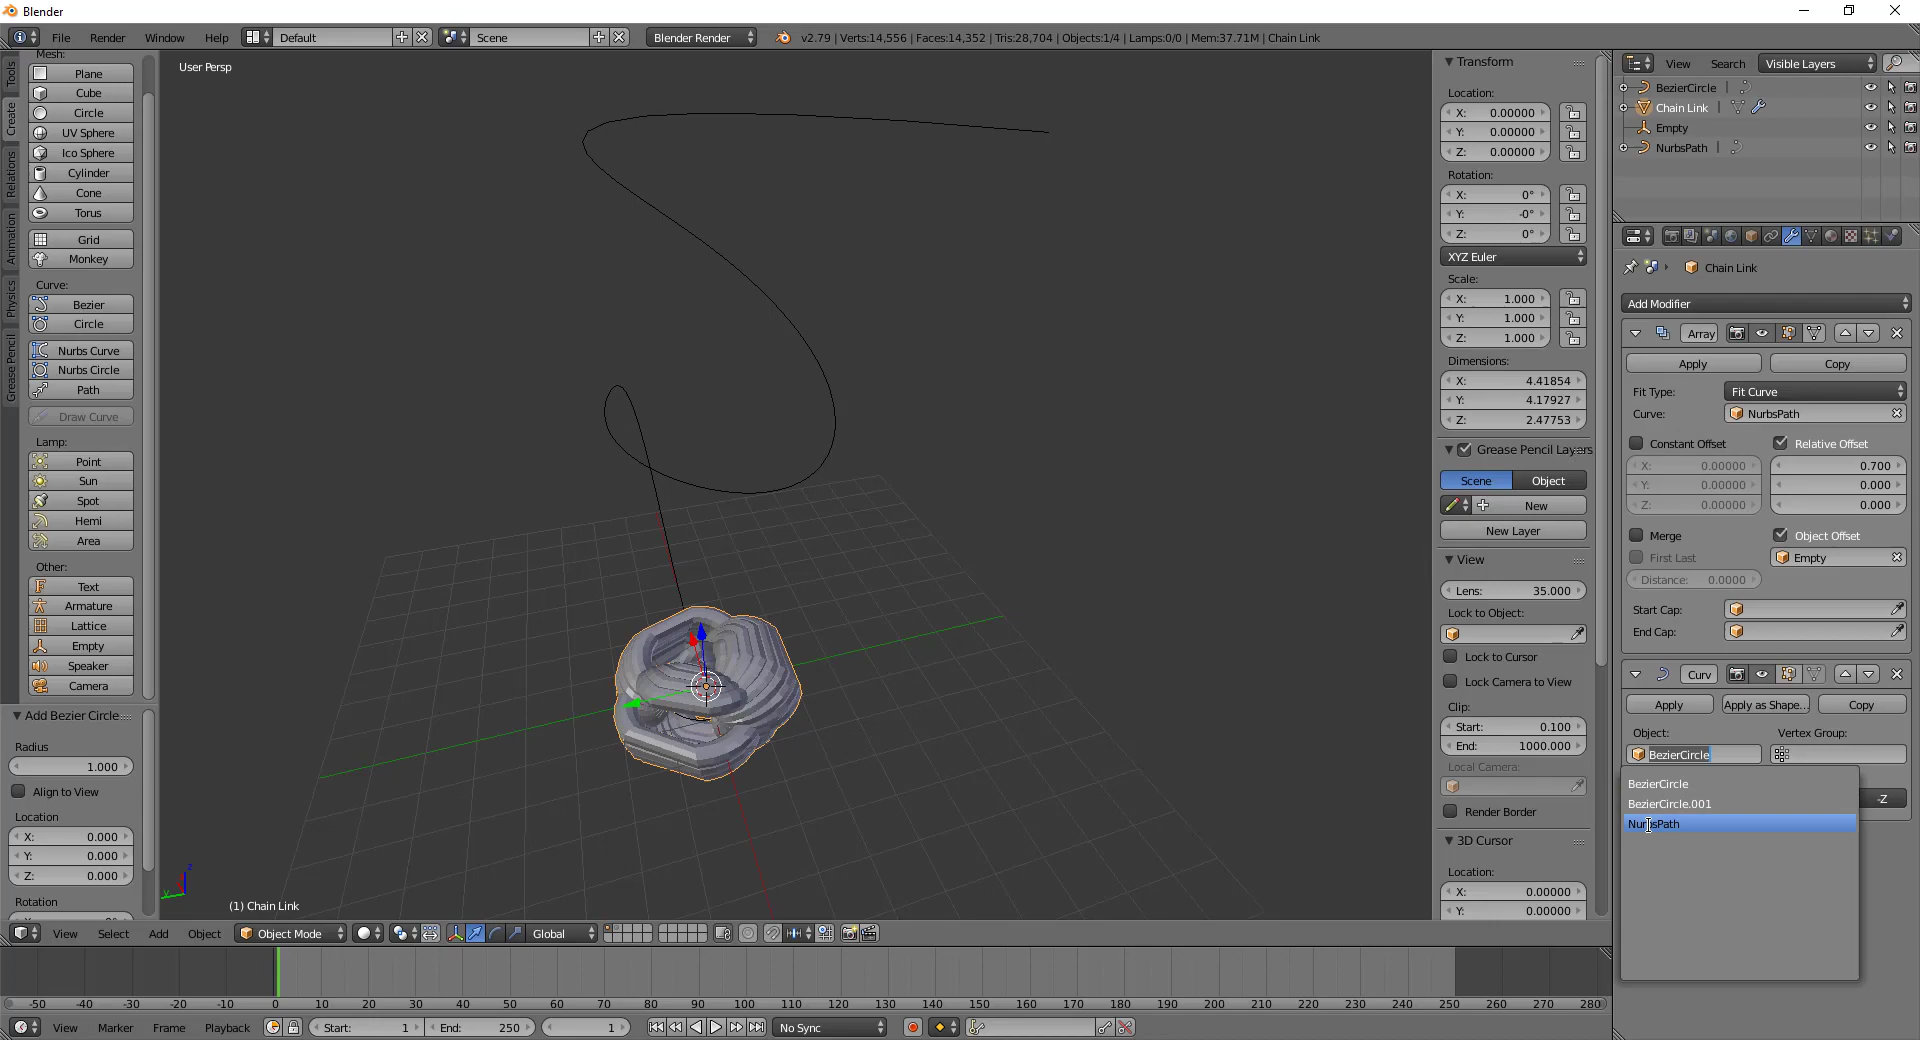 Blender
File Render Window Help Default Scene Blender Render v2.79 | Verts:14,556 | Faces:14,352 | Tris:28,704 | Objects:1/4 | Lamps:0/0 | Mem:37.71M | Chain Link
Tools
Create
Relations
Animation
Physics
Grease Pencil
Mesh:
Plane
Cube
Circle
UV Sphere
Ico Sphere
Cylinder
Cone
Torus
Grid
Monkey
Curve:
Bezier
Circle
Nurbs Curve
Nurbs Circle
Path
Draw Curve
Lamp:
Point
Sun
Spot
Hemi
Area
Other:
Text
Armature
Lattice
Empty
Speaker
Camera
Add Bezier Circle
Radius
1.000
Align to View
Location
X: 0.000
Y: 0.000
Z: 0.000
Rotation
User Persp
(1) Chain Link
z
y
Transform
Location:
X: 0.00000
Y: 0.00000
Z: 0.00000
Rotation:
X: 0°
Y: -0°
Z: 0°
XYZ Euler
Scale:
X: 1.000
Y: 1.000
Z: 1.000
Dimensions:
X: 4.41854
Y: 4.17927
Z: 2.47753
Grease Pencil Layers
Scene Object
New
New Layer
View
Lens: 35.000
Lock to Object:
Lock to Cursor
Lock Camera to View
Clip:
Start: 0.100
End: 1000.000
Local Camera:
Render Border
3D Cursor
Location:
X: 0.00000
Y: 0.00000
View Search Visible Layers
BezierCircle
Chain Link
Empty
NurbsPath
Chain Link
Add Modifier
Array
Apply Copy
Fit Type: Fit Curve
Curve: NurbsPath
Constant Offset Relative Offset
X: 0.00000 0.700
Y: 0.00000 0.000
Z: 0.00000 0.000
Merge Object Offset
First Last Empty
Distance: 0.0000
Start Cap:
End Cap:
Curv
Apply Apply as Shape... Copy
Object: Vertex Group:
BezierCircle
BezierCircle
BezierCircle.001
NurbsPath
-Z
View Select Add Object Object Mode Global
-50 -40 -30 -20 -10 0 10 20 30 40 50 60 70 80 90 100 110 120 130 140 150 160 170 180 190 200 210 220 230 240 250 260 270 280
View Marker Frame Playback Start: 1 End: 250 1 No Sync